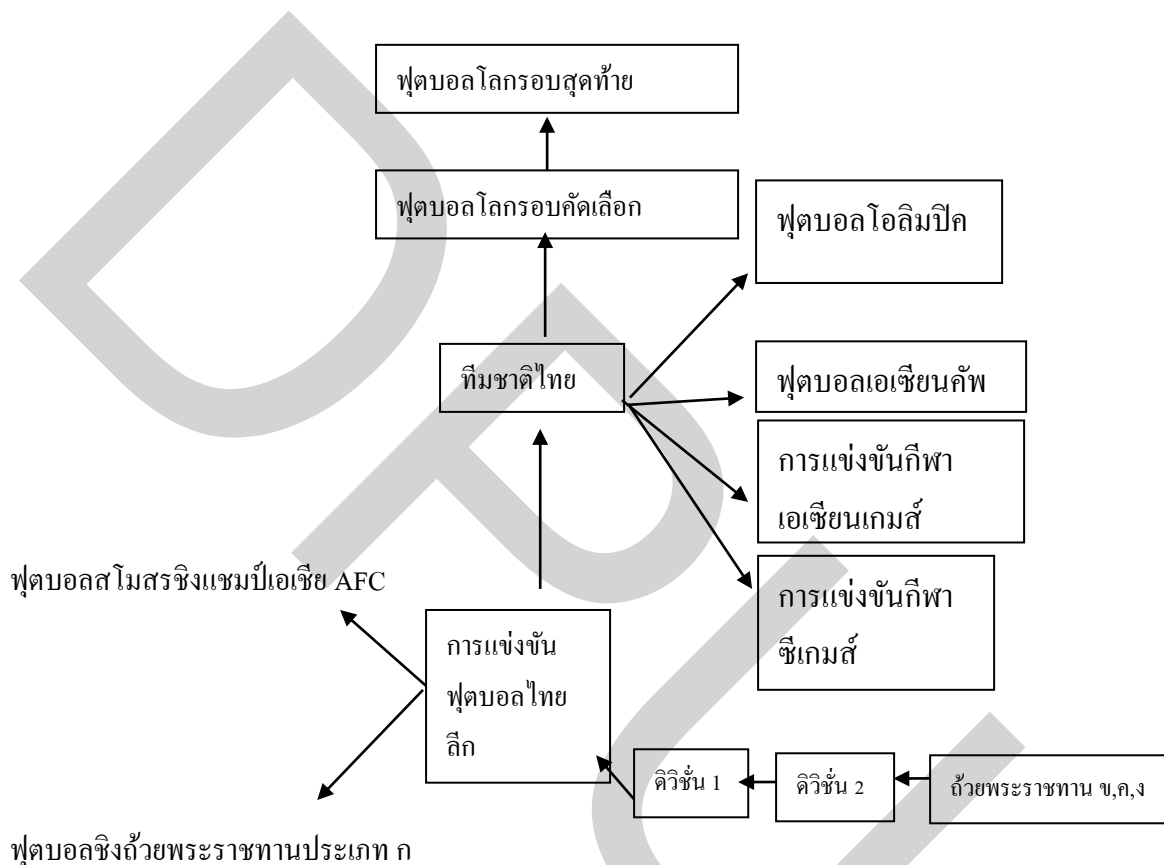 ฟุตบอลโลกรอบสุดท้าย
ฟุตบอลโลกรอบคัดเลือก
ฟุตบอลโอลิมปิค
ทีมชาติไทย
ฟุตบอลเอเซียนคัพ
การแข่งขันกีฬา
เอเซียนเกมส์
ฟุตบอลสโมสรชิงแชมป์เอเชีย AFC
การแข่งขันกีฬา
ซีเกมส์
การแข่งขัน
ฟุตบอลไทย
ลีก
ดิวิชั่น 1
ดิวิชั่น 2
ถ้วยพระราชทาน ข,ค,ง
ฟุตบอลชิงถ้วยพระราชทานประเภท ก
DPU